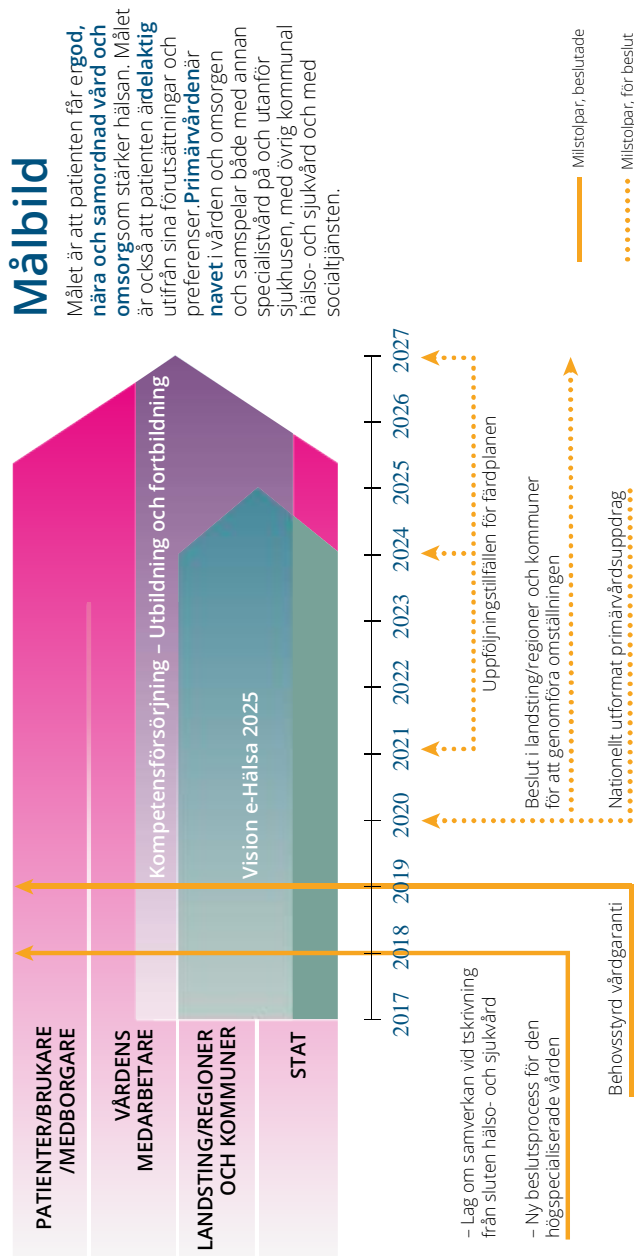 Målbild
Målet är att patienten får en god,
nära och samordnad vård och
omsorg som stärker hälsan. Målet
är också att patienten är delaktig
utifrån sina förutsättningar och
preferenser. Primärvården är
navet i vården och omsorgen
och samspelar både med annan
specialistvård på och utanför
sjukhusen, med övrig kommunal
hälso- och sjukvård och med
socialtjänsten.
PATIENTER/BRUKARE
/MEDBORGARE
VÅRDENS
MEDARBETARE
LANDSTING/REGIONER
OCH KOMMUNER
STAT
Kompetensförsörjning – Utbildning och fortbildning
Vision e-Hälsa 2025
2017 2018 2019 2020 2021 2022 2023 2024 2025 2026 2027
– Lag om samverkan vid tskrivning
från sluten hälso- och sjukvård
– Ny beslutsprocess för den
högspecialiserade vården
Behovsstyrd vårdgaranti
Uppföljningstillfällen för färdplanen
Beslut i landsting/regioner och kommuner
för att genomföra omställningen
Nationellt utformat primärvårdsuppdrag
Milstolpar, beslutade
Milstolpar, för beslut